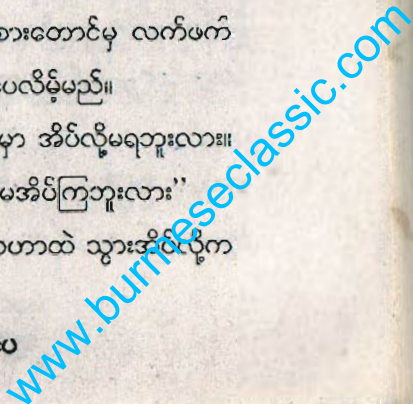 စားတောင်မှ လက်ဖက်
ပေလိမ့်မည်။
မှာ အိပ်လို့မရဘူးလား။
မအိပ်ကြဘူးလား"
ဟာထဲ သွားအိပ်လို့က
ပ
www.burmeseclassic.com